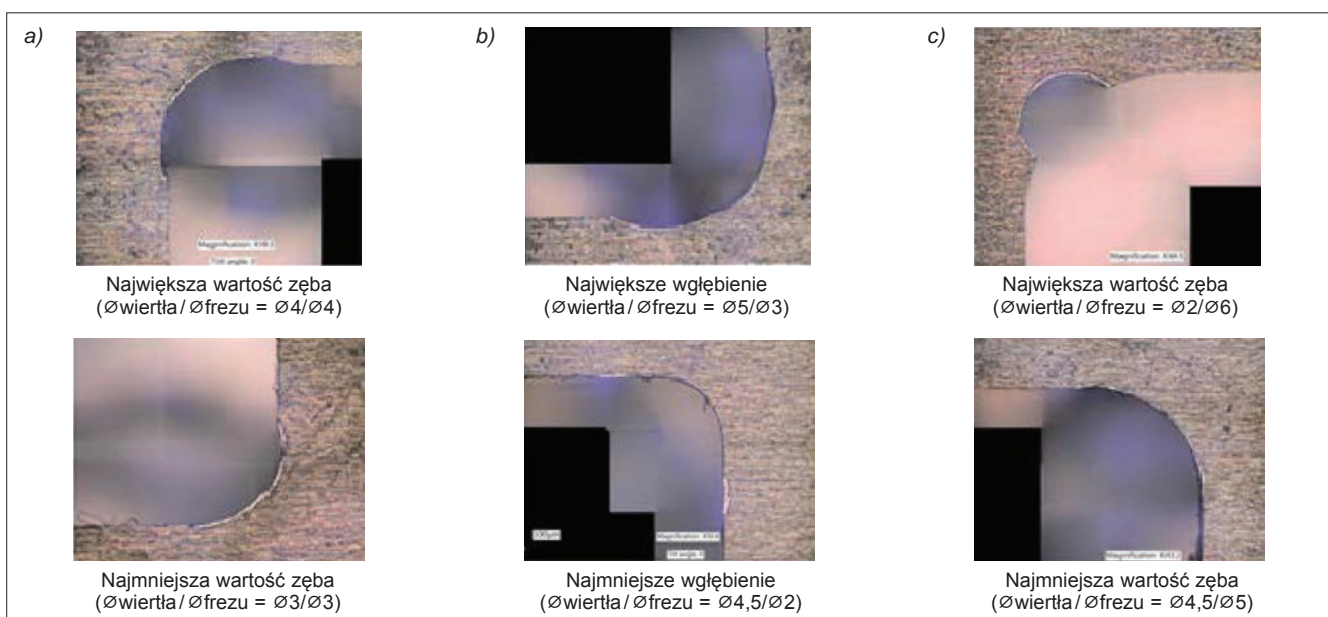 a)
b)
c)
Największa wartość zęba
(∅wiertła / ∅frezu = ∅4/∅4)
Największe wgłębienie
(∅wiertła / ∅frezu = ∅5/∅3)
Największa wartość zęba
(∅wiertła / ∅frezu = ∅2/∅6)
100µm
Najmniejsza wartość zęba
(∅wiertła / ∅frezu = ∅3/∅3)
Najmniejsze wgłębienie
(∅wiertła / ∅frezu = ∅4,5/∅2)
Najmniejsza wartość zęba
(∅wiertła / ∅frezu = ∅4,5/∅5)